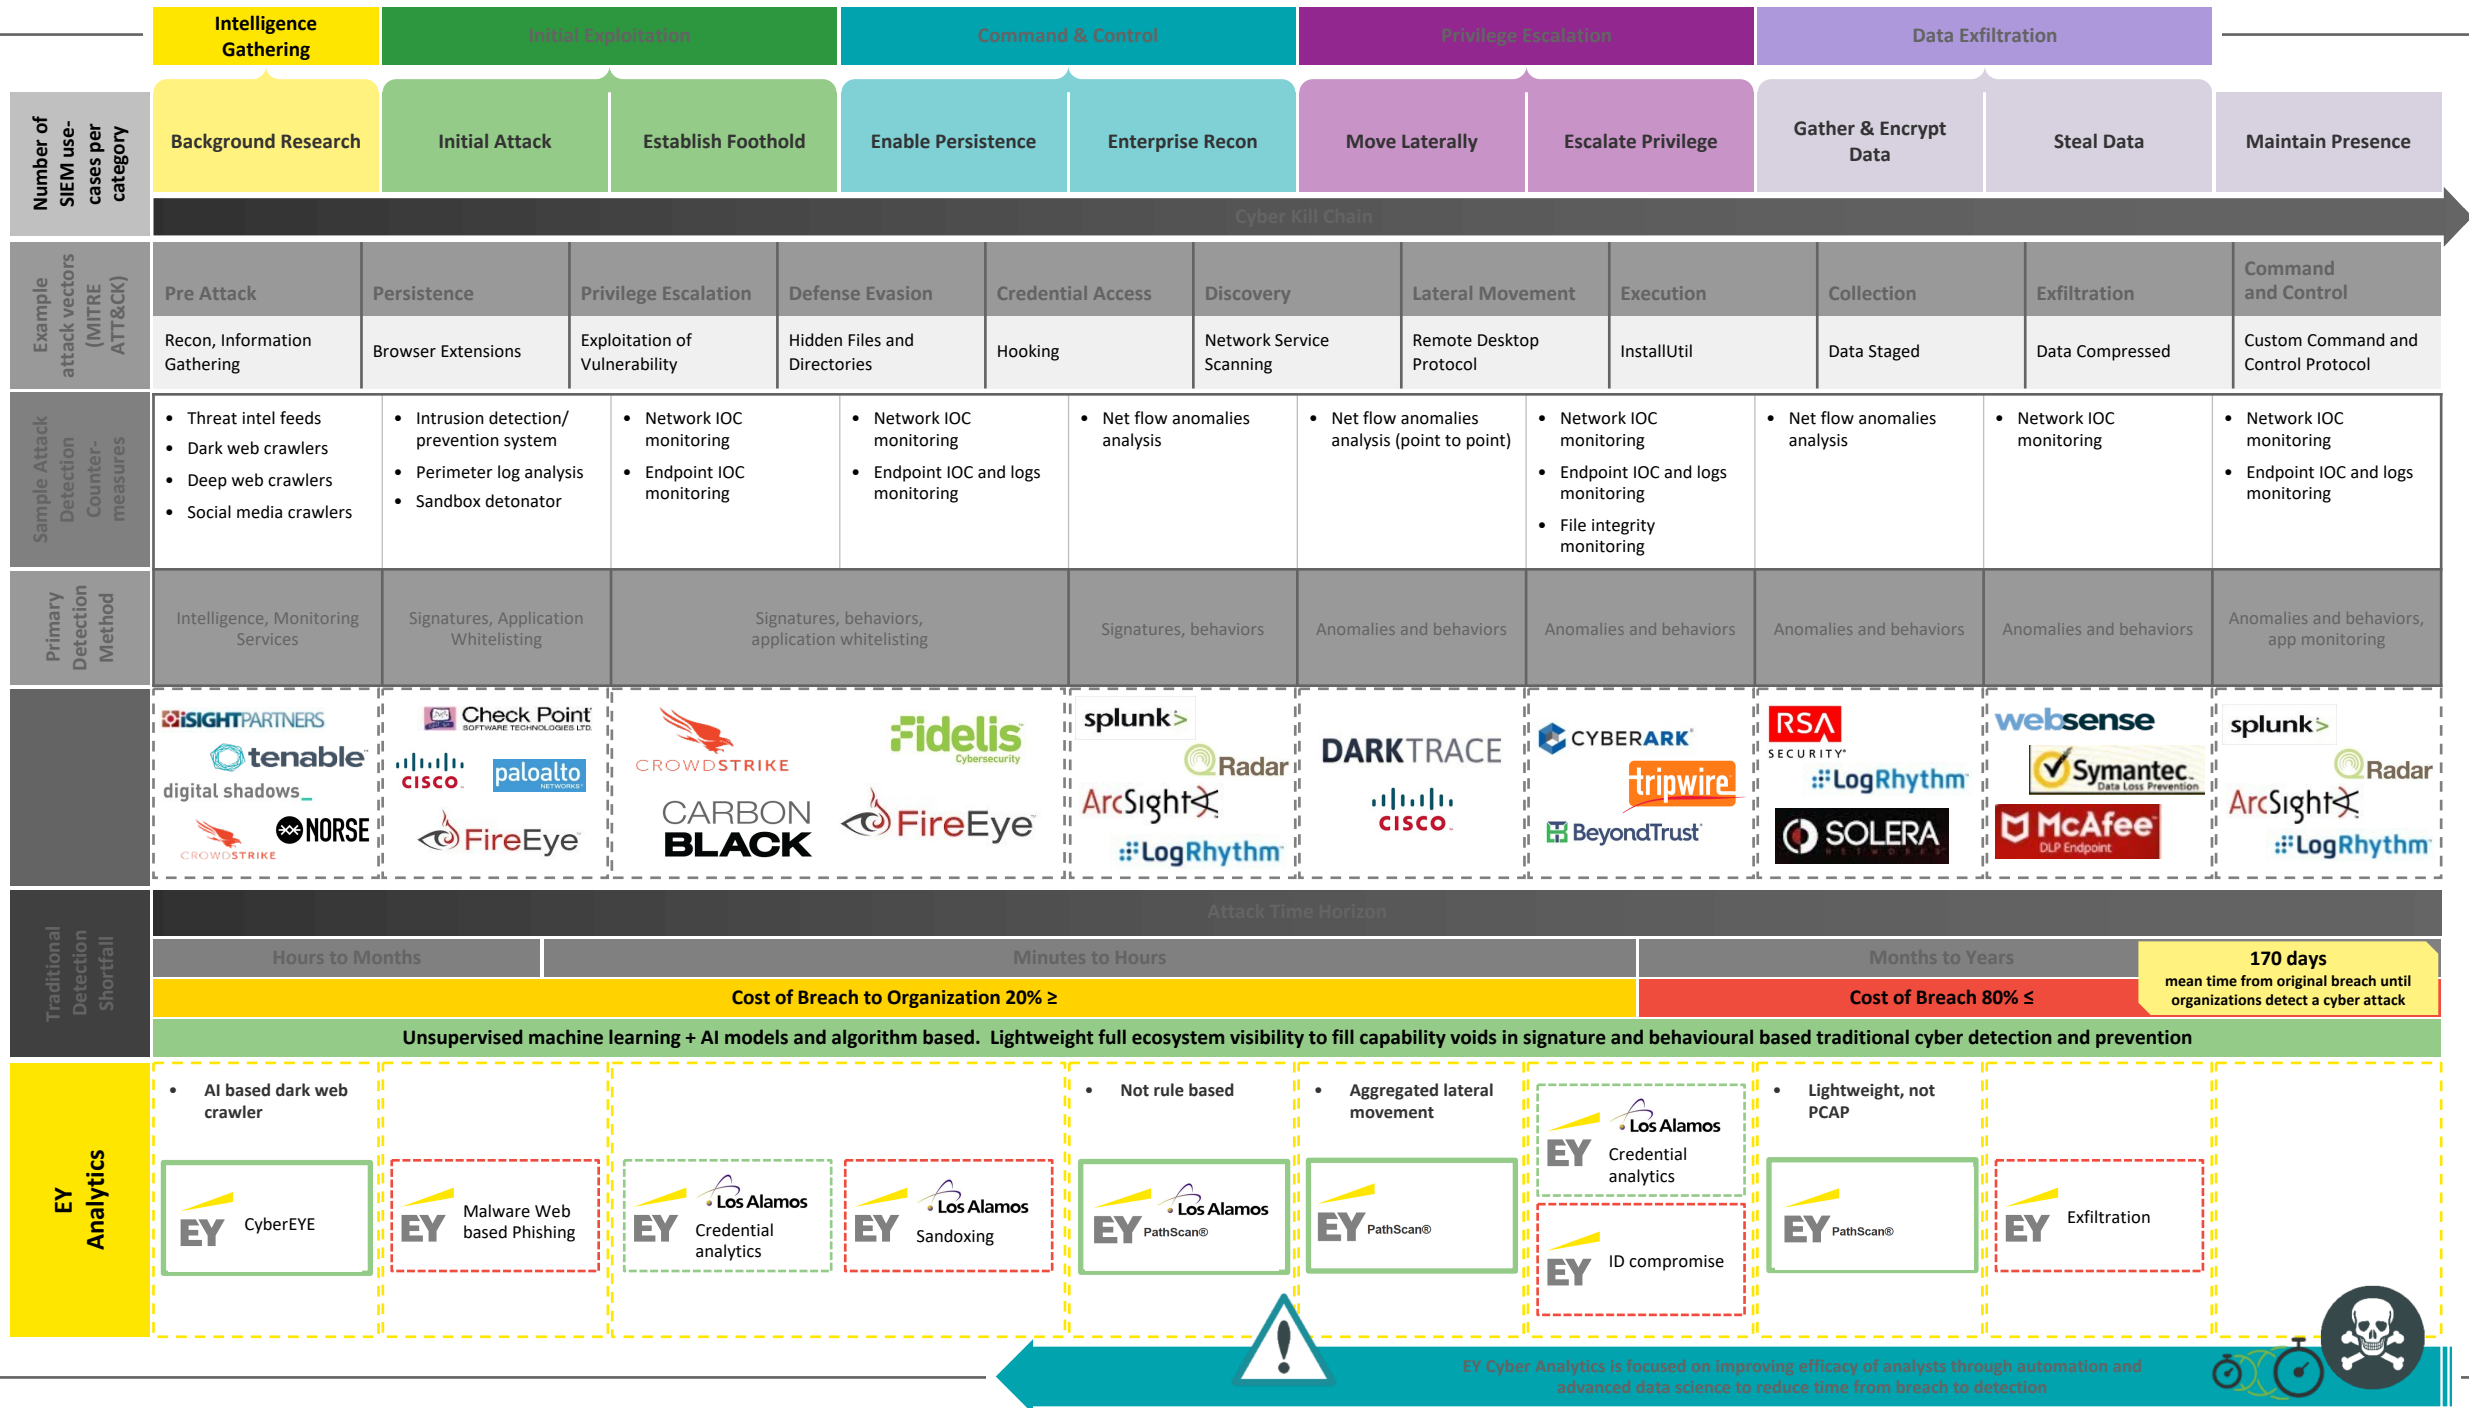 Intelligence
Gathering
Initial Exploitation
Command & Control
Privilege Escalation
Data Exfiltration
Number of
SIEM use-
cases per
category
Background Research
Initial Attack
Establish Foothold
Enable Persistence
Enterprise Recon
Move Laterally
Escalate Privilege
Gather & Encrypt
Data
Steal Data
Maintain Presence
Cyber Kill Chain
Example
attack vectors
(MITRE
ATT&CK)
Pre Attack
Persistence
Privilege Escalation
Defense Evasion
Credential Access
Discovery
Lateral Movement
Execution
Collection
Exfiltration
Command
and Control
Recon, Information
Gathering
Browser Extensions
Exploitation of
Vulnerability
Hidden Files and
Directories
Hooking
Network Service
Scanning
Remote Desktop
Protocol
InstallUtil
Data Staged
Data Compressed
Custom Command and
Control Protocol
Sample Attack
Detection
Counter-
measures
• Threat intel feeds
• Dark web crawlers
• Deep web crawlers
• Social media crawlers
• Intrusion detection/
prevention system
• Perimeter log analysis
• Sandbox detonator
• Network IOC
monitoring
• Endpoint IOC
monitoring
• Network IOC
monitoring
• Endpoint IOC and logs
monitoring
• Net flow anomalies
analysis
• Net flow anomalies
analysis (point to point)
• Network IOC
monitoring
• Endpoint IOC and logs
monitoring
• File integrity
monitoring
• Net flow anomalies
analysis
• Network IOC
monitoring
• Network IOC
monitoring
• Endpoint IOC and logs
monitoring
Primary
Detection
Method
Intelligence, Monitoring
Services
Signatures, Application
Whitelisting
Signatures, behaviors,
application whitelisting
Signatures, behaviors
Anomalies and behaviors
Anomalies and behaviors
Anomalies and behaviors
Anomalies and behaviors
Anomalies and behaviors,
app monitoring
iSIGHTPARTNERS
tenable
digital shadows_
CROWDSTRIKE
NORSE
Check Point
SOFTWARE TECHNOLOGIES LTD.
CISCO
paloalto
NETWORKS
FireEye
CROWDSTRIKE
Fidelis
Cybersecurity
CARBON
BLACK
FireEye
splunk>
QRadar
ArcSight
LogRhythm
DARKTRACE
CISCO
CYBERARK
tripwire
BeyondTrust
RSA
SECURITY
LogRhythm
SOLERA
NETWORKS
websense
Symantec
Data Loss Prevention
McAfee
DLP Endpoint
splunk>
QRadar
ArcSight
LogRhythm
Traditional
Detection
Shortfall
Attack Time Horizon
Hours to Months
Minutes to Hours
Months to Years
170 days
mean time from original breach until
organizations detect a cyber attack
Cost of Breach to Organization 20% ≥
Cost of Breach 80% ≤
Unsupervised machine learning + AI models and algorithm based.  Lightweight full ecosystem visibility to fill capability voids in signature and behavioural based traditional cyber detection and prevention
EY
Analytics
• AI based dark web
crawler
EY CyberEYE
EY Malware Web
based Phishing
EY Los Alamos
Credential
analytics
EY Los Alamos
Sandoxing
• Not rule based
EY Los Alamos
PathScan®
• Aggregated lateral
movement
EY PathScan®
EY Los Alamos
Credential
analytics
EY ID compromise
• Lightweight, not
PCAP
EY PathScan®
EY Exfiltration
EY Cyber Analytics is focused on improving efficacy of analysts through automation and
advanced data science to reduce time from breach to detection